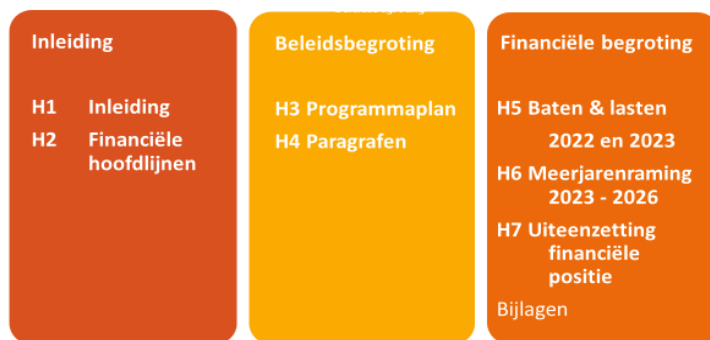 Inleiding
H1 Inleiding
H2 Financiële
hoofdlijnen
Beleidsbegroting
H3 Programmaplan
H4 Paragrafen
Financiële begroting
H5 Baten & lasten
2022 en 2023
H6 Meerjarenraming
2023 - 2026
H7 Uiteenzetting
financiële
positie
Bijlagen